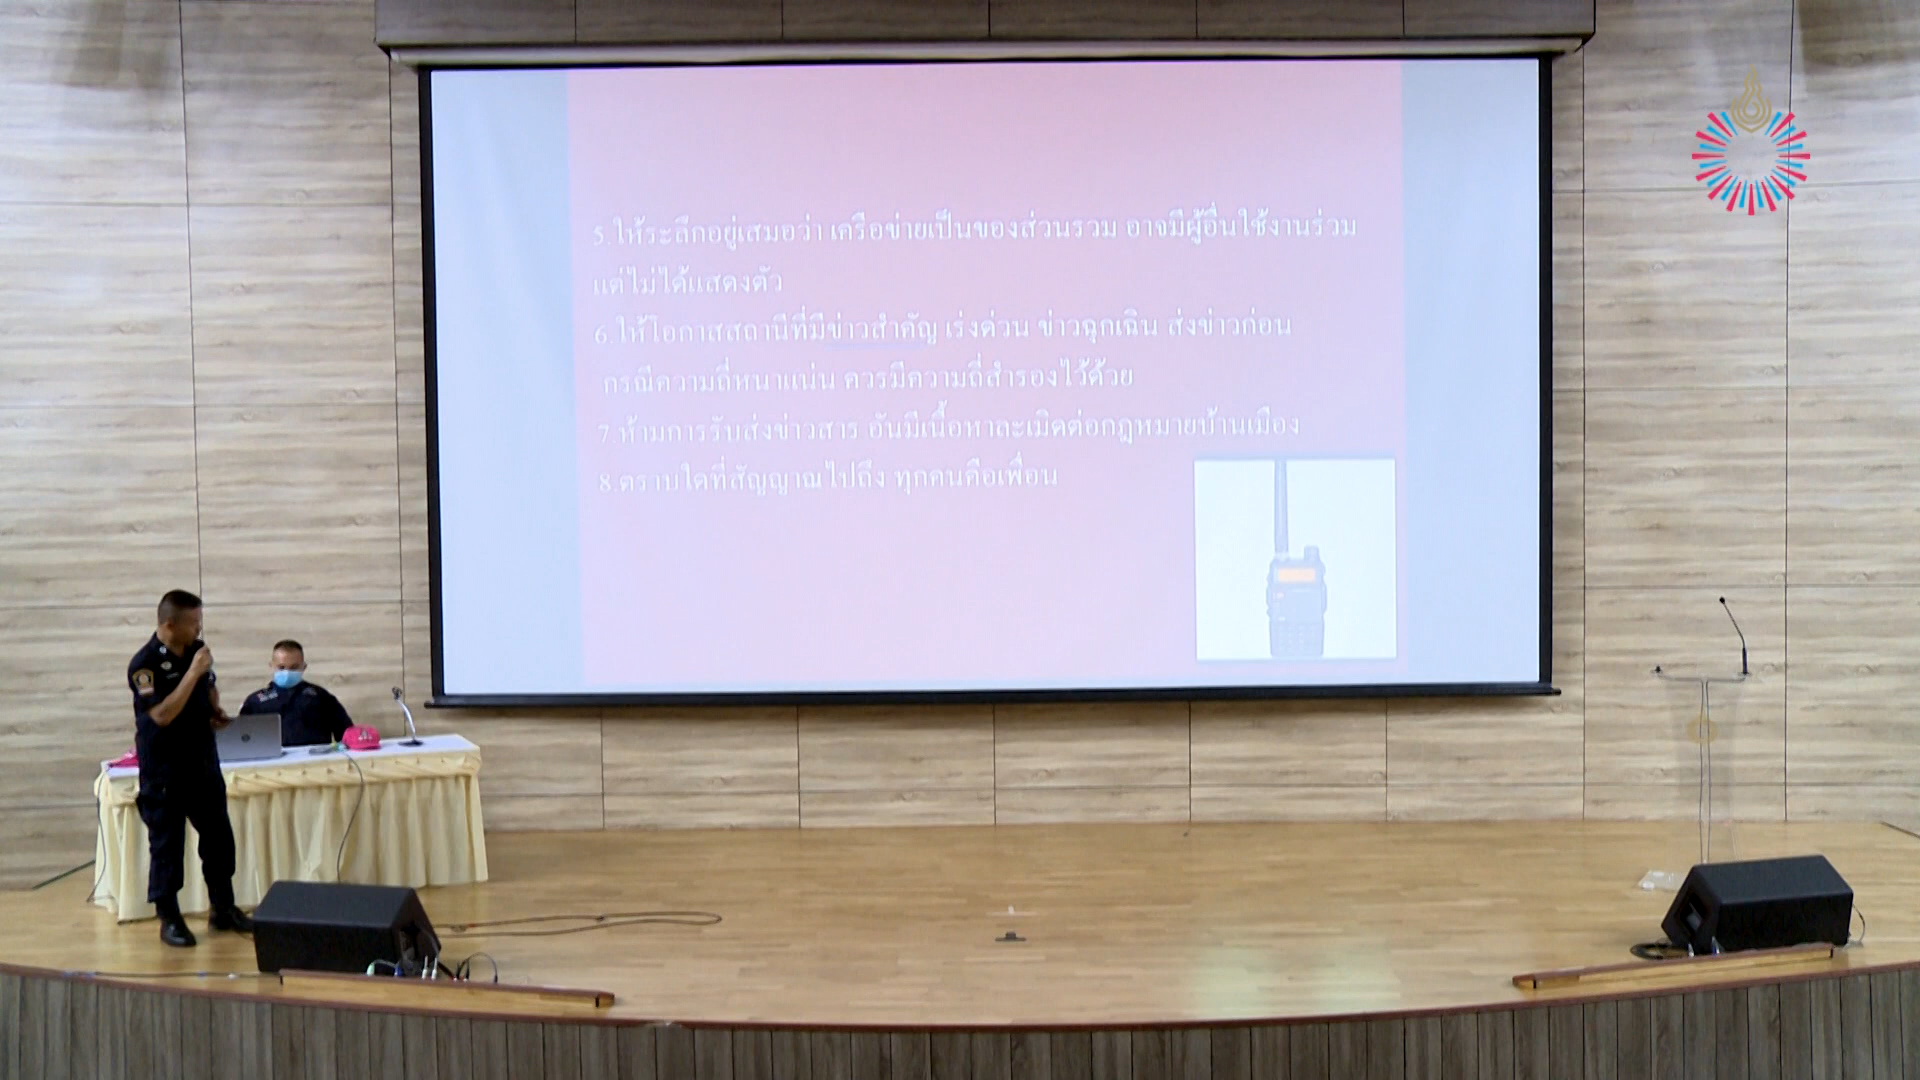 5.ให้ระลึกอยู่เสมอว่า เครือข่ายเป็นของส่วนรวม อาจมีผู้อื่นใช้งานร่วม
แต่ไม่ได้แสดงตัว
6.ให้โอกาสสถานีที่มีข่าวสำคัญ เร่งด่วน ข่าวฉุกเฉิน ส่งข่าวก่อน
กรณีความถี่หนาแน่น ควรมีความถี่สำรองไว้ด้วย
7.ห้ามการรับส่งข่าวสาร อันมีเนื้อหาละเมิดต่อกฎหมายบ้านเมือง
8.ตราบใดที่สัญญาณไปถึง ทุกคนคือเพื่อน